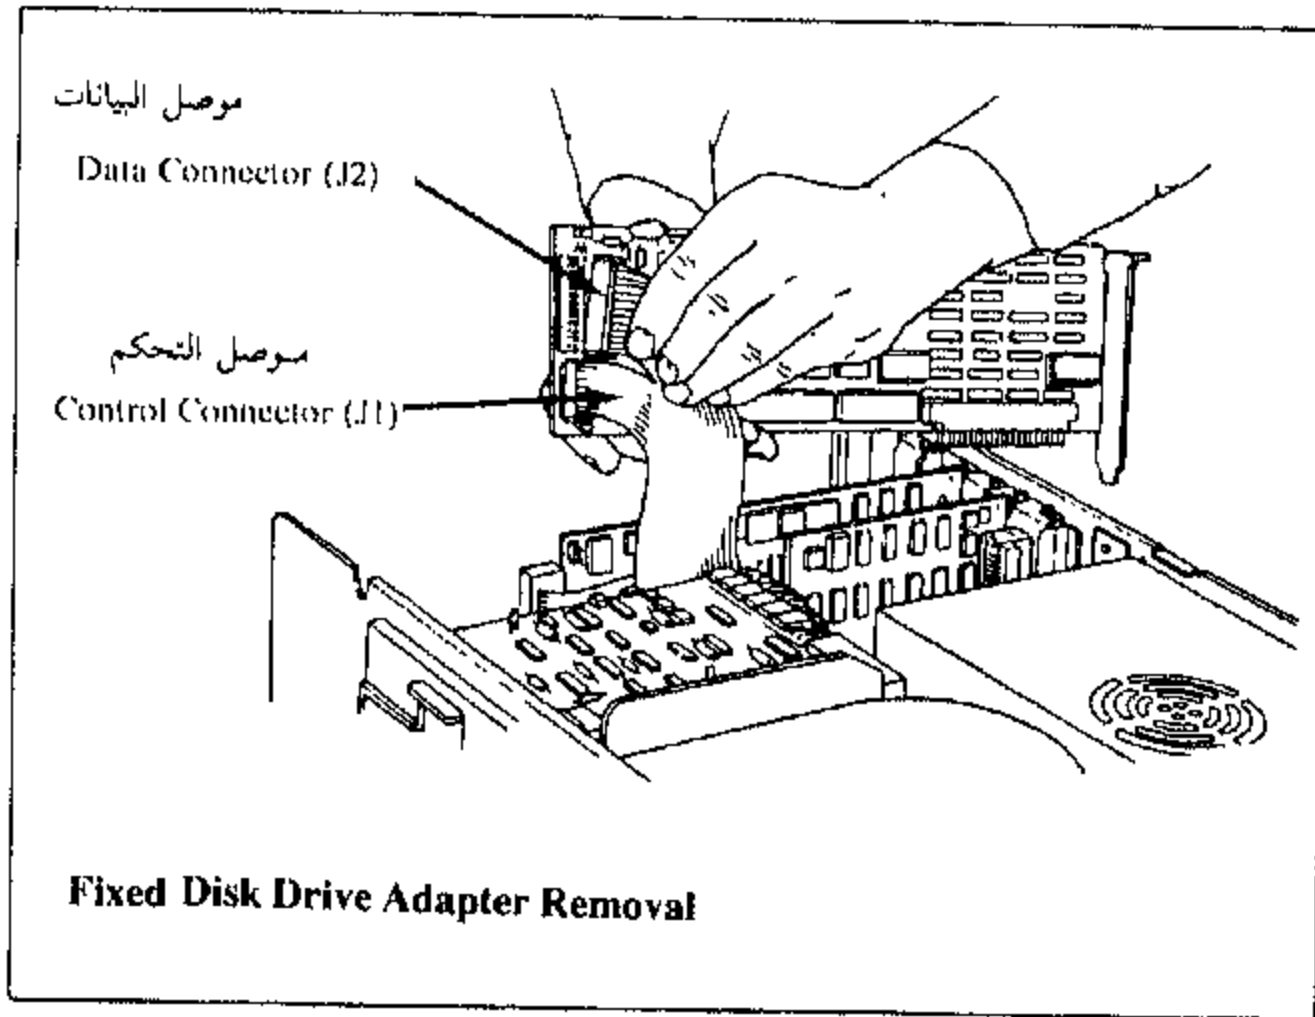 موصل البيانات
Data Connector (J2)
موصل التحكم
Control Connector (J1)
Fixed Disk Drive Adapter Removal